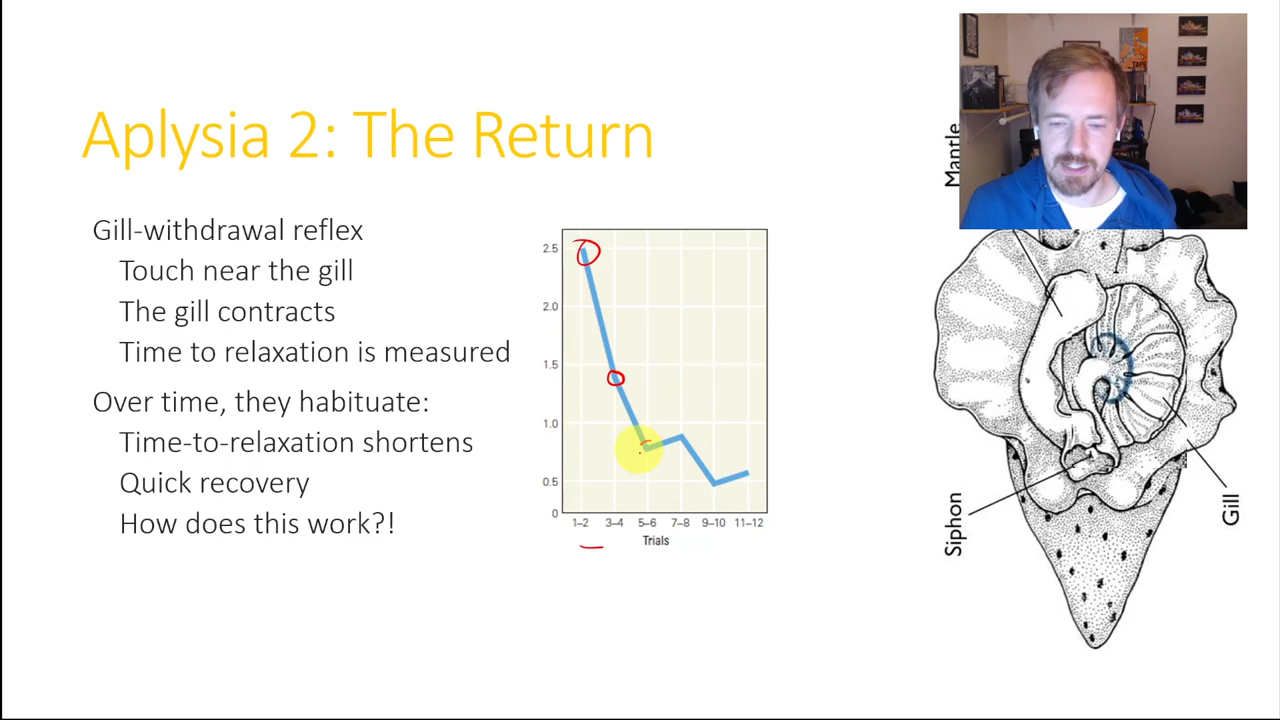 Aplysia 2: The Return
Gill-withdrawal reflex
Touch near the gill
The gill contracts
Time to relaxation is measured
Over time, they habituate:
Time-to-relaxation shortens
Quick recovery
How does this work?!
2.5
2.0
1.5
1.0
0.5
0
1–2 3–4 5–6 7–8 9–10 11–12
Trials
Mantle
Siphon
Gill
TAPE